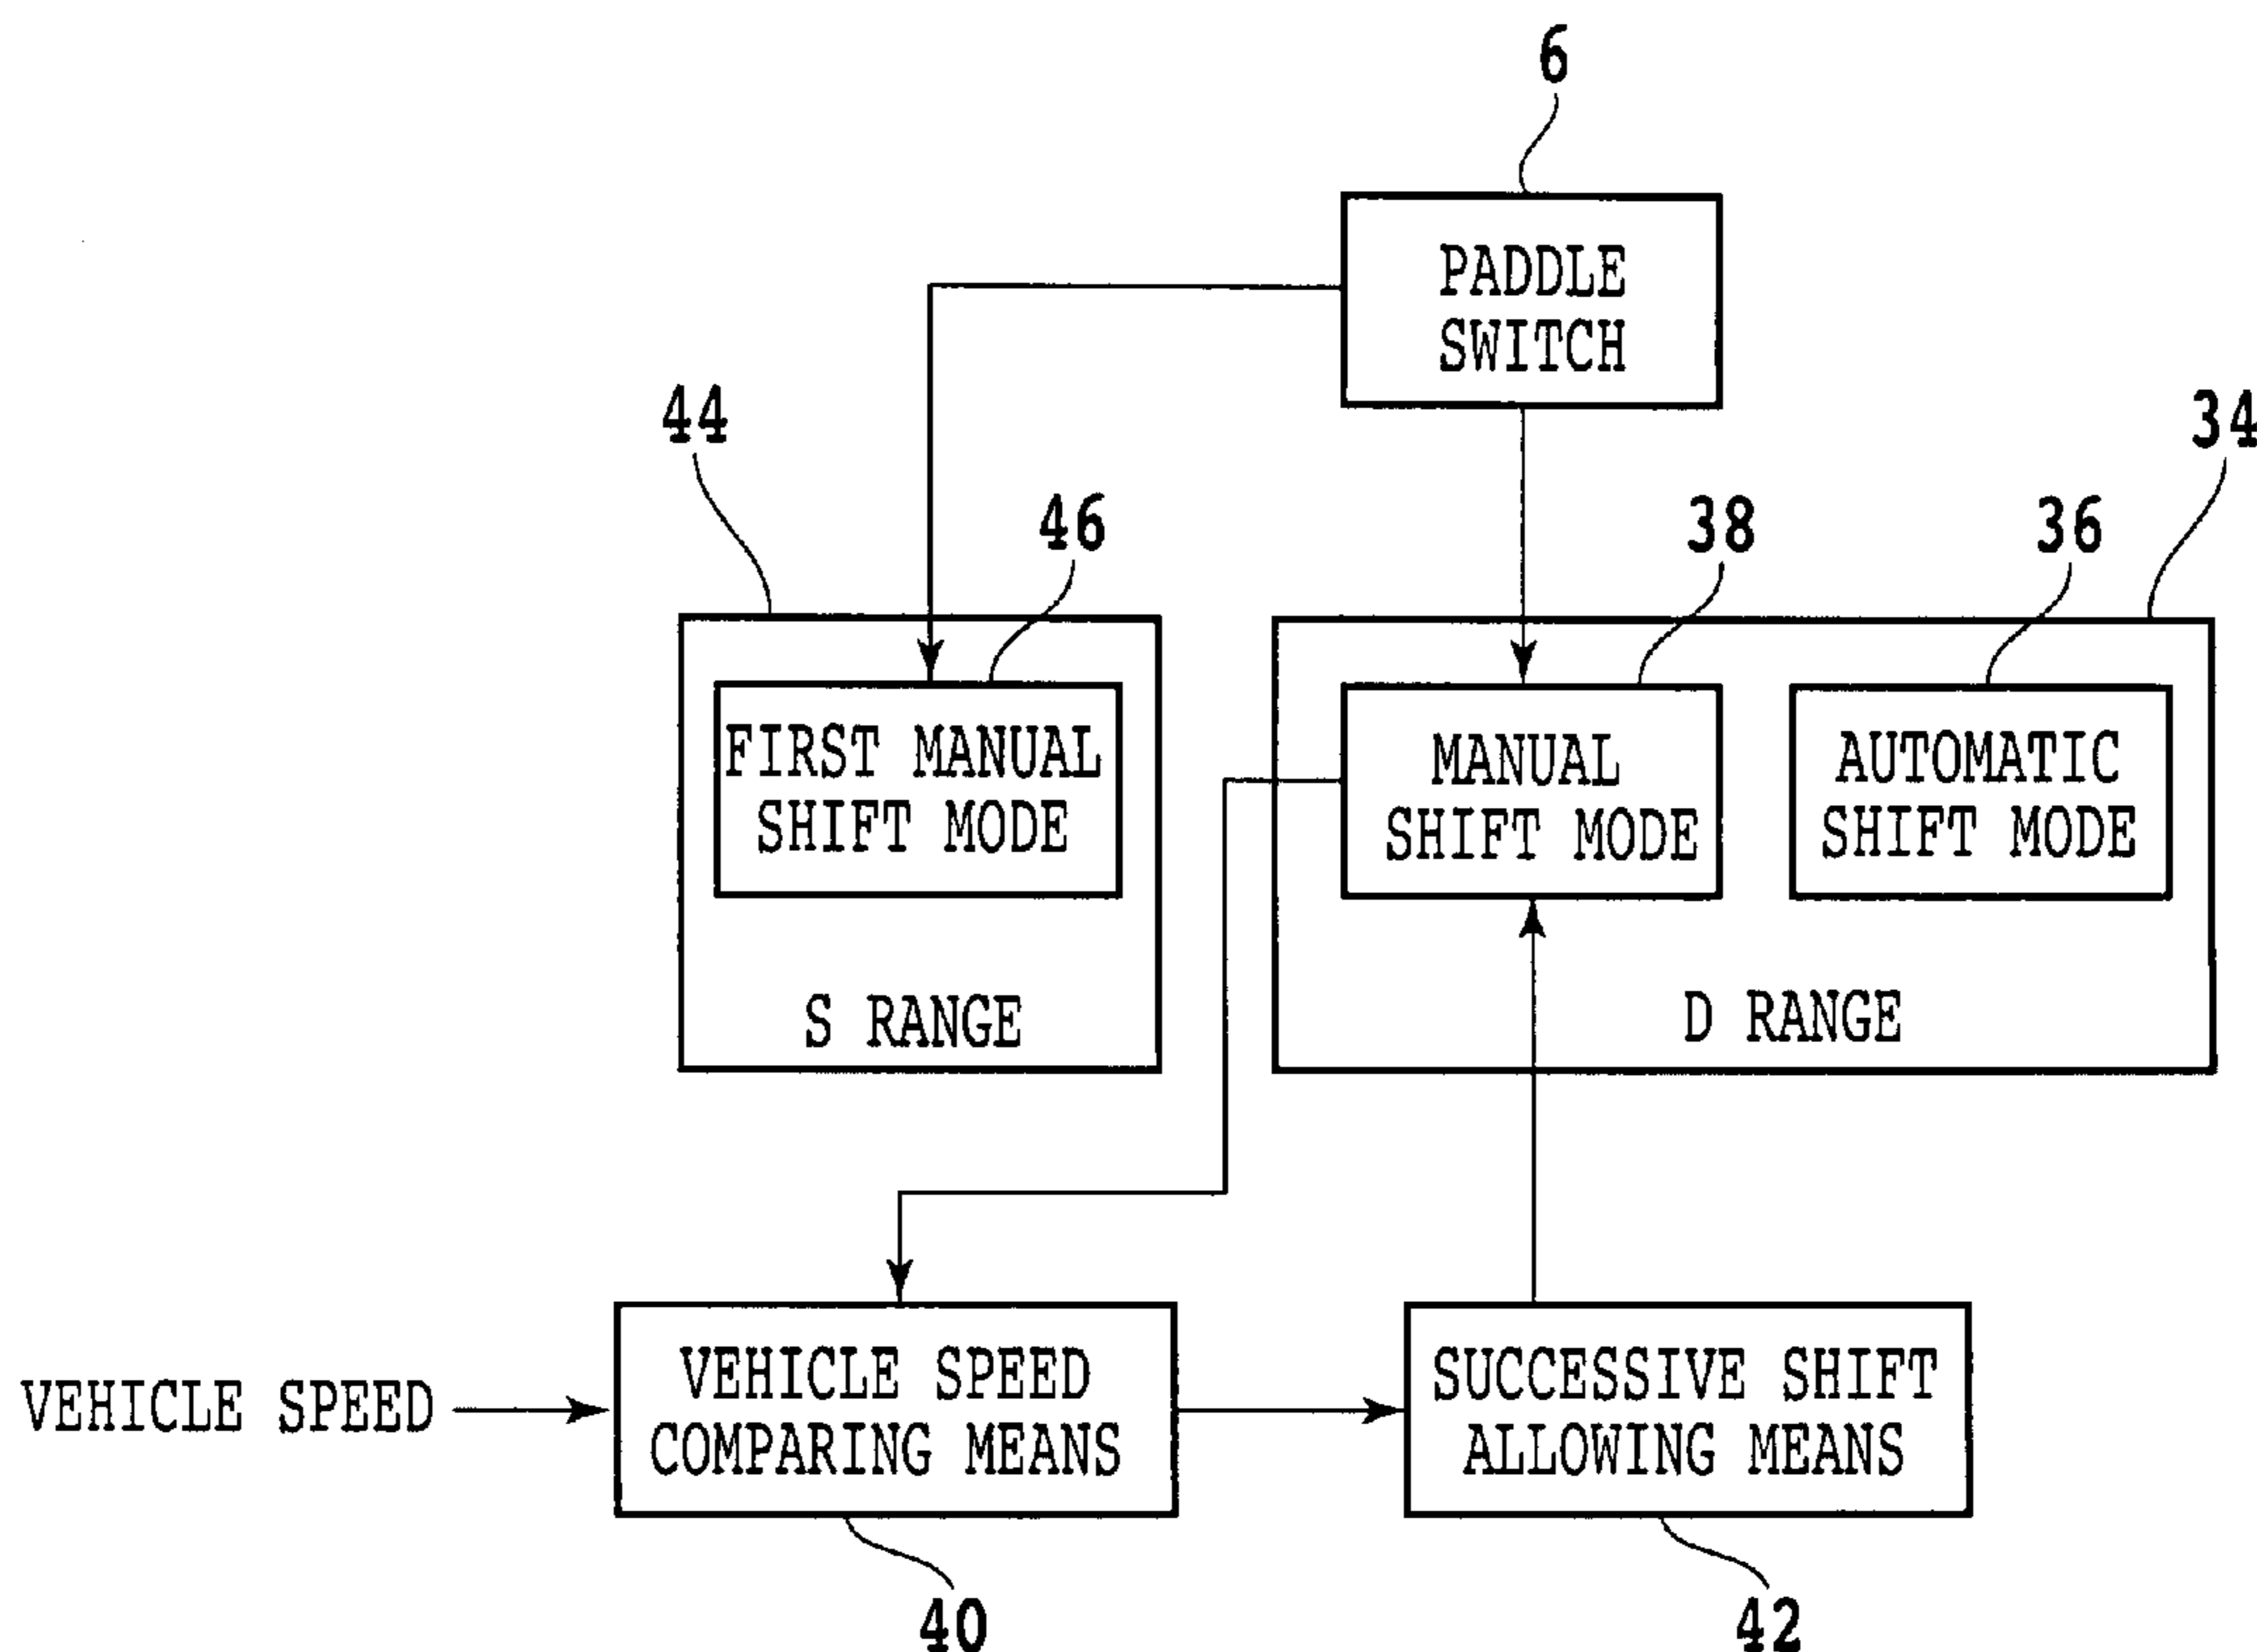 6
PADDLE
SWITCH
44
34
46
38
36
FIRST MANUAL
SHIFT MODE
MANUAL
SHIFT MODE
AUTOMATIC
SHIFT MODE
S RANGE
D RANGE
VEHICLE SPEED
VEHICLE SPEED
COMPARING MEANS
SUCCESSIVE SHIFT
ALLOWING MEANS
40
42